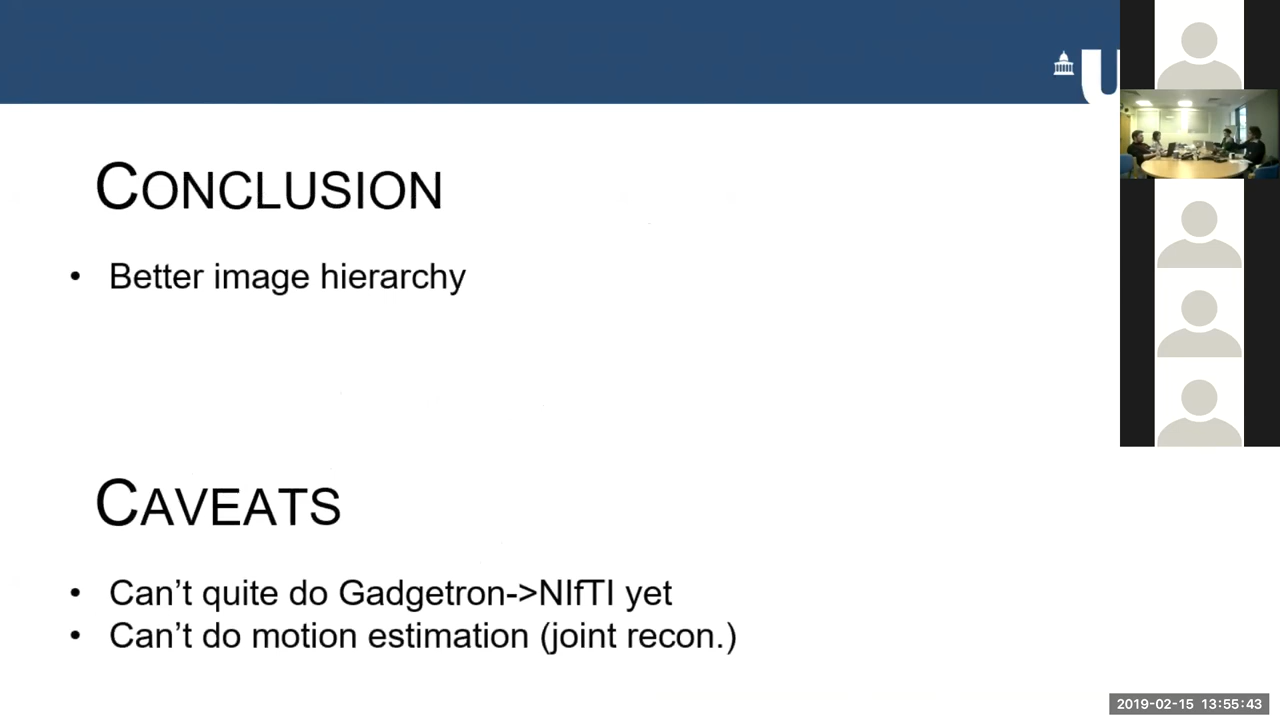 U
CONCLUSION
• Better image hierarchy
CAVEATS
• Can’t quite do Gadgetron->NIfTI yet
• Can’t do motion estimation (joint recon.)
2019-02-15 13:55:43